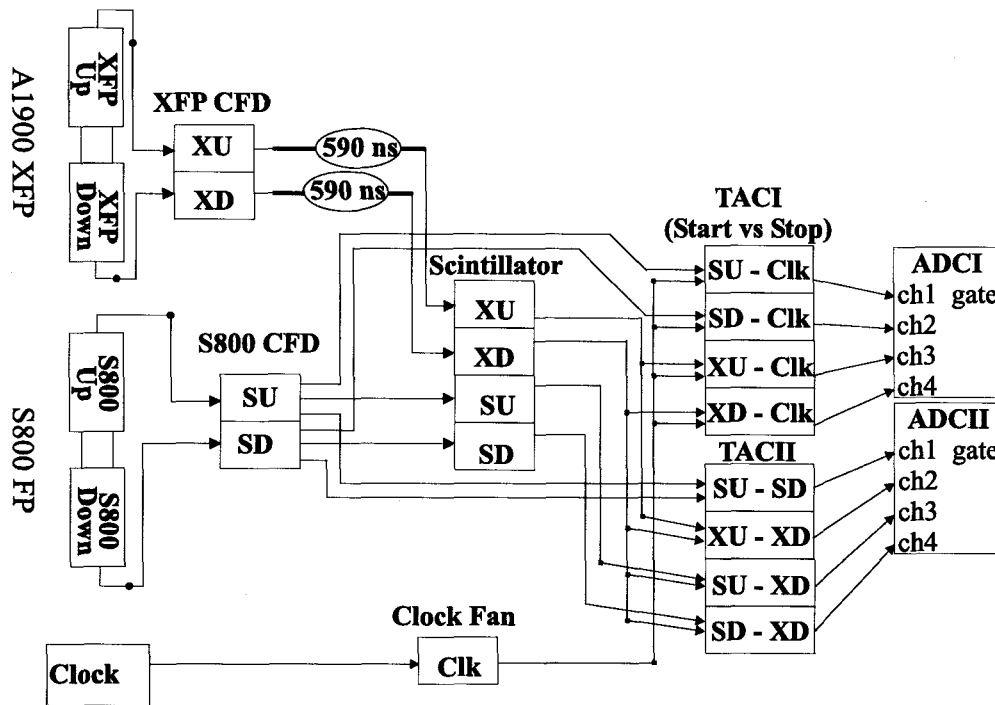 A1900 XFP
XFP Up
XFP Down
XFP CFD
XU
XD
590 ns
590 ns
S800 FP
S800 Up
S800 Down
S800 CFD
SU
SD
Scintillator
XU
XD
SU
SD
TACI
(Start vs Stop)
SU - Clk
SD - Clk
XU - Clk
XD - Clk
TACII
SU - SD
XU - XD
SU - XD
SD - XD
ADCI
ch1 gate
ch2
ch3
ch4
ADCII
ch1 gate
ch2
ch3
ch4
Clock Fan
Clk
Clock